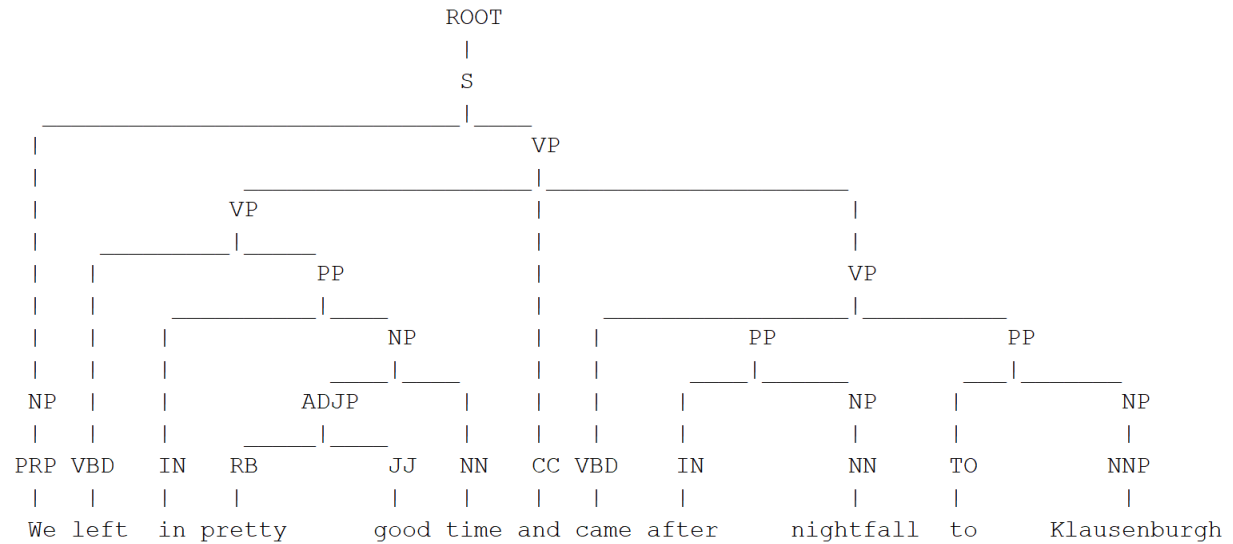 ROOT
S
VP
VP
PP VP
NP PP PP
NP ADJP NP NP
PRP VBD IN RB JJ NN CC VBD IN NN TO NNP
We left in pretty good time and came after nightfall to Klausenburgh